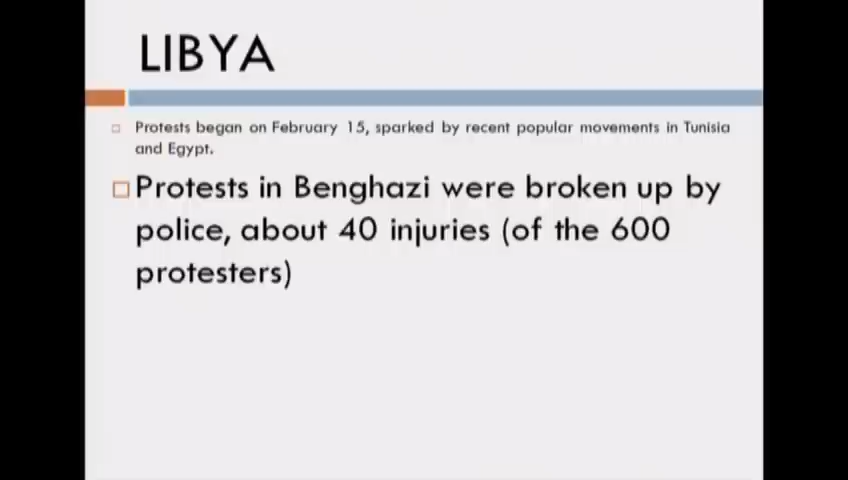 LIBYA
Protests began on February 15, sparked by recent popular movements in Tunisia
and Egypt.
Protests in Benghazi were broken up by
police, about 40 injuries (of the 600
protesters)